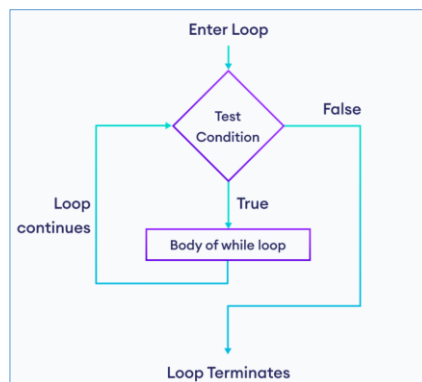 Enter Loop
Test
Condition
False
True
Loop
continues
Body of while loop
Loop Terminates